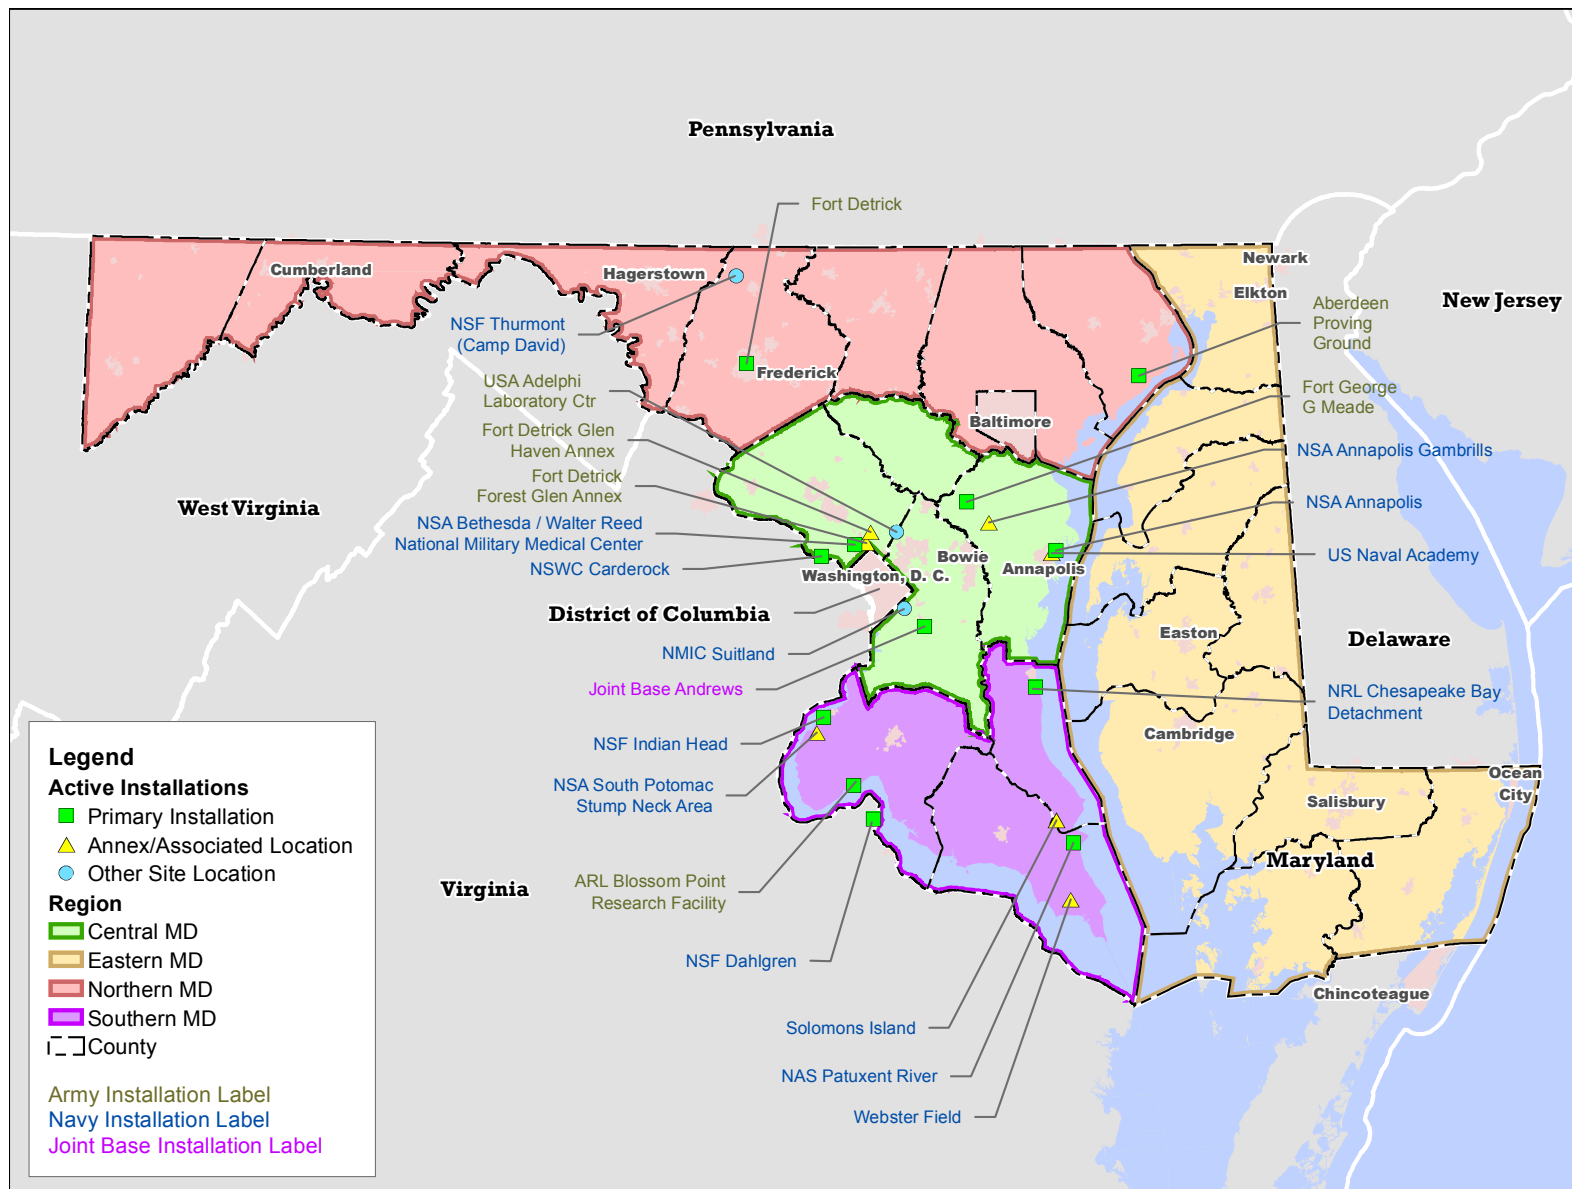 Pennsylvania
Fort Detrick
Cumberland
Hagerstown
Newark
Elkton
New Jersey
Aberdeen
Proving
Ground
NSF Thurmont
(Camp David)
Frederick
USA Adelphi
Laboratory Ctr
Fort George
G Meade
Baltimore
Fort Detrick Glen
Haven Annex
NSA Annapolis Gambrills
Fort Detrick
Forest Glen Annex
West Virginia
NSA Annapolis
NSA Bethesda / Walter Reed
National Military Medical Center
US Naval Academy
Bowie
Annapolis
NSWC Carderock
Washington, D. C.
District of Columbia
Easton
Delaware
NMIC Suitland
Joint Base Andrews
NRL Chesapeake Bay
Detachment
Cambridge
NSF Indian Head
NSA South Potomac
Stump Neck Area
Ocean
City
Salisbury
Maryland
Virginia
ARL Blossom Point
Research Facility
NSF Dahlgren
Chincoteague
Solomons Island
NAS Patuxent River
Webster Field
Legend
Active Installations
Primary Installation
Annex/Associated Location
Other Site Location
Region
Central MD
Eastern MD
Northern MD
Southern MD
County
Army Installation Label
Navy Installation Label
Joint Base Installation Label